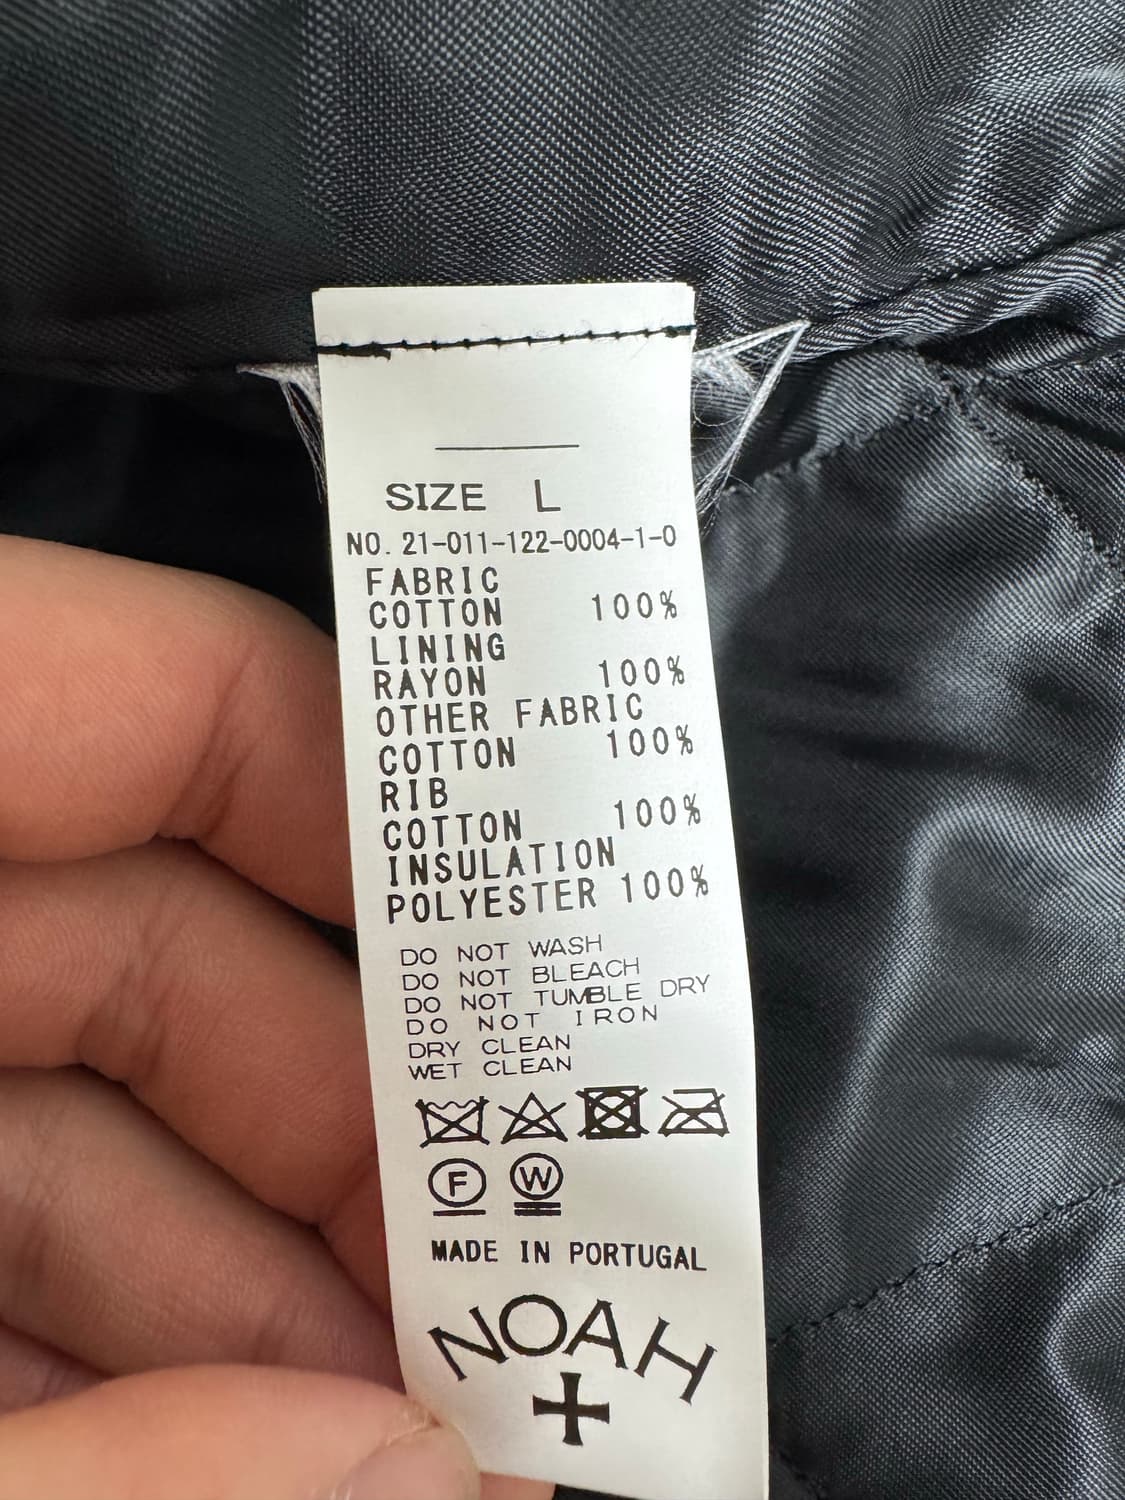 SIZE L
NO. 21-011-122-0004-1-0
FABRIC
COTTON 100%
LINING
RAYON 100%
OTHER FABRIC
COTTON 100%
RIB
COTTON 100%
INSULATION
POLYESTER 100%
DO NOT WASH
DO NOT BLEACH
DO NOT TUMBLE DRY
DO NOT IRON
DRY CLEAN
WET CLEAN
F W
MADE IN PORTUGAL
NOAH